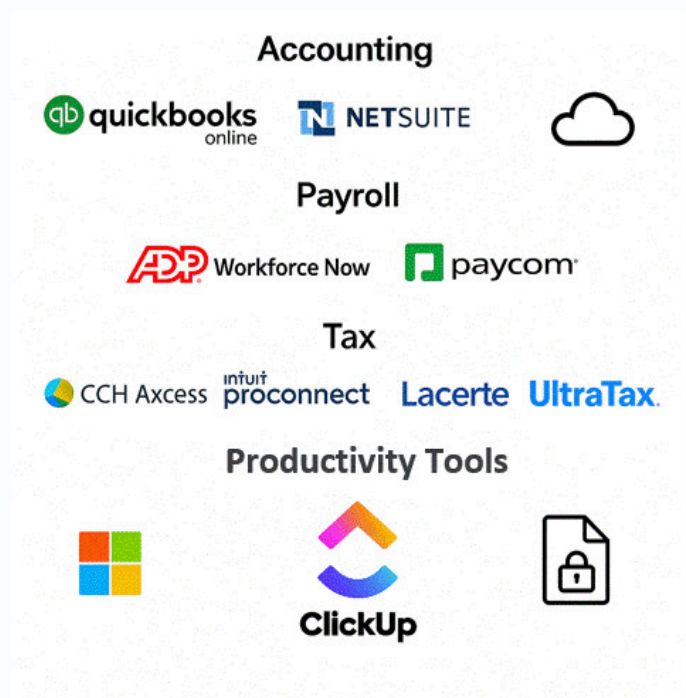 Accounting
qb quickbooks
online
N NETSUITE
Payroll
ADP Workforce Now
paycom
Tax
CCH Axcess
intuit
proconnect
Lacerte
UltraTax.
Productivity Tools
ClickUp